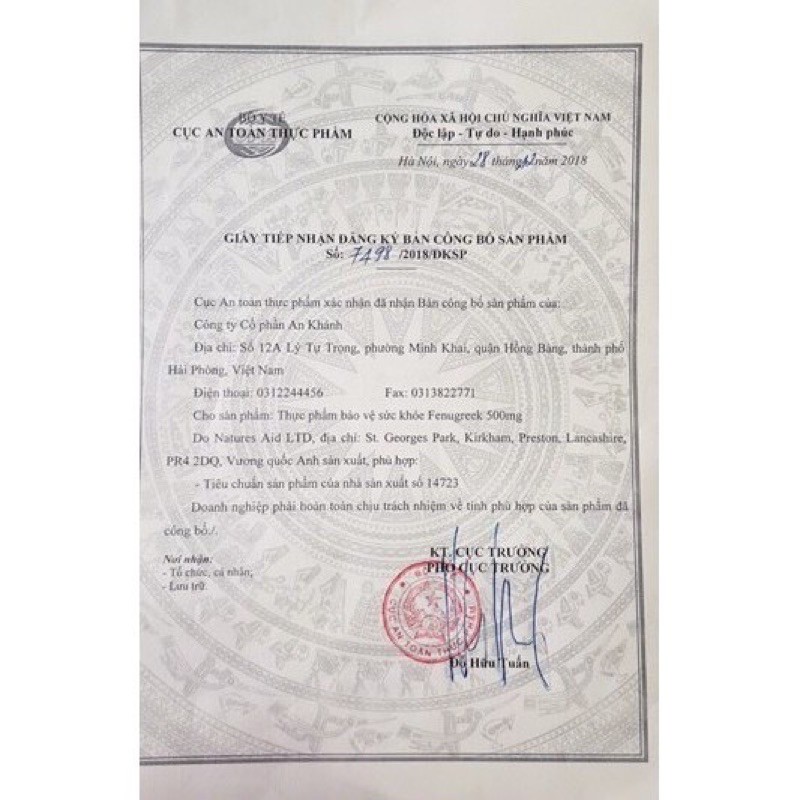 BỘ Y TẾ
CỤC AN TOÀN THỰC PHẨM
CỘNG HÒA XÃ HỘI CHỦ NGHĨA VIỆT NAM
Độc lập - Tự do - Hạnh phúc
Hà Nội, ngày 28 tháng 12 năm 2018
GIẤY TIẾP NHẬN ĐĂNG KÝ BẢN CÔNG BỐ SẢN PHẨM
Số: 7498 /2018/ĐKSP
Cục An toàn thực phẩm xác nhận đã nhận Bản công bố sản phẩm của:
Công ty Cổ phần An Khánh
Địa chỉ: Số 12A Lý Tự Trọng, phường Minh Khai, quận Hồng Bàng, thành phố
Hải Phòng, Việt Nam
Điện thoại: 0312244456 Fax: 0313822771
Cho sản phẩm: Thực phẩm bảo vệ sức khỏe Fenugreek 500mg
Do Natures Aid LTD, địa chỉ: St. Georges Park, Kirkham, Preston, Lancashire,
PR4 2DQ, Vương quốc Anh sản xuất, phù hợp:
- Tiêu chuẩn sản phẩm của nhà sản xuất số 14723
Doanh nghiệp phải hoàn toàn chịu trách nhiệm về tính phù hợp của sản phẩm đã
công bố./.
Nơi nhận:
- Tổ chức, cá nhân;
- Lưu trữ.
KT. CỤC TRƯỞNG
PHÓ CỤC TRƯỞNG
CỤC AN TOÀN THỰC
Đỗ Hữu Tuấn